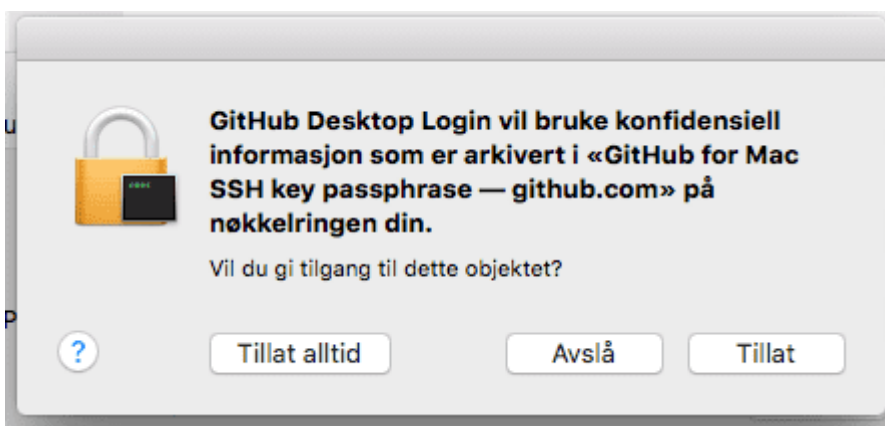 GitHub Desktop Login vil bruke konfidensiell
informasjon som er arkivert i «GitHub for Mac
SSH key passphrase — github.com» på
nøkkelringen din.
Vil du gi tilgang til dette objektet?
?
Tillat alltid
Avslå
Tillat